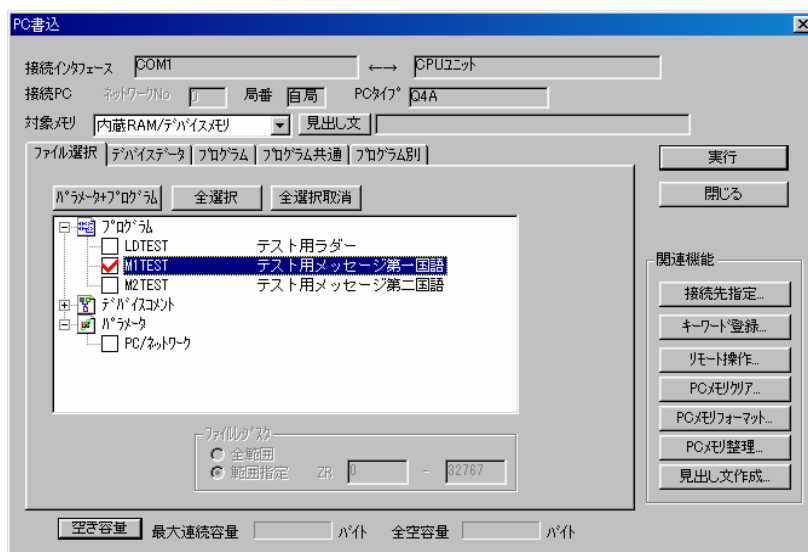 PC書込
接続インタフェース COM1 ←→ CPUユニット
接続PC ネットワークNo 0 局番 自局 PCタイプ Q4A
対象メモリ 内蔵RAM/デバイスメモリ 見出し文
ファイル選択 デバイスデータ プログラム プログラム共通 プログラム別
パラメータ+プログラム 全選択 全選択取消
プログラム
LDTEST テスト用ラダー
M1TEST テスト用メッセージ第一国語
M2TEST テスト用メッセージ第二国語
デバイスコメント
パラメータ
PC/ネットワーク
ファイルレジスタ
全範囲
範囲指定 ZR 0 - 32767
空き容量 最大連続容量 バイト 全空容量 バイト
実行
閉じる
関連機能
接続先指定...
キーワード登録...
リモート操作...
PCメモリクリア...
PCメモリフォーマット...
PCメモリ整理...
見出し文作成...